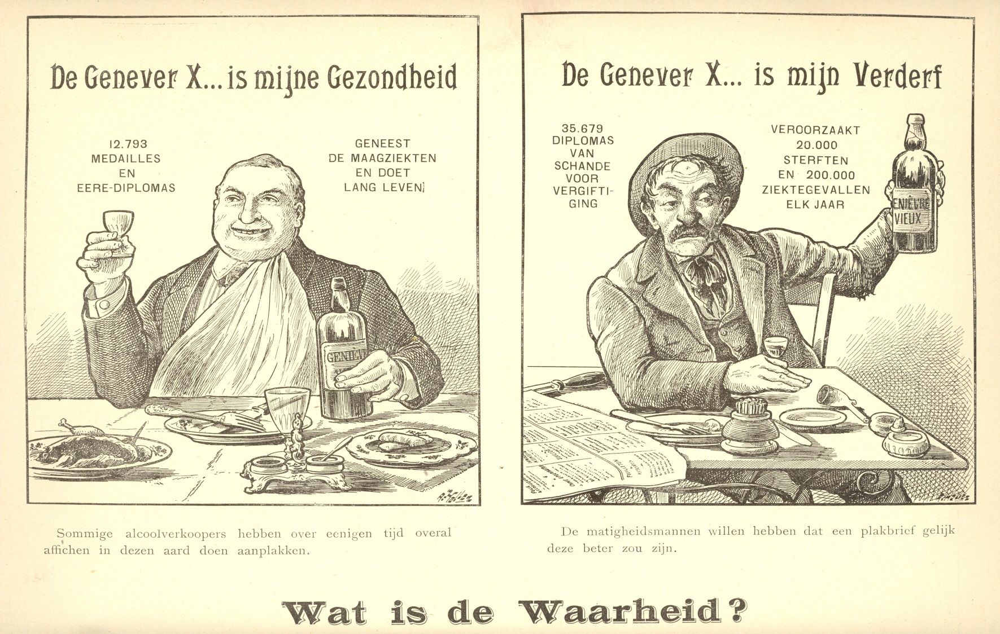 De Genever X... is mijne Gezondheid
12.793
MEDAILLES
EN
EERE-DIPLOMAS
GENEEST
DE MAAGZIEKTEN
EN DOET
LANG LEVEN!
GENIÈV
Sommige alcoolverkoopers hebben over eenigen tijd overal
affichen in dezen aard doen aanplakken.
De Genever X... is mijn Verderf
35.679
DIPLOMAS
VAN
SCHANDE
VOOR
VERGIFTI-
GING
VEROORZAAKT
20.000
STERFTEN
EN 200.000
ZIEKTEGEVALLEN
ELK JAAR
ENIÈVRE
VIEUX
De matigheidsmannen willen hebben dat een plakbrief gelijk
deze beter zou zijn.
Wat is de Waarheid?